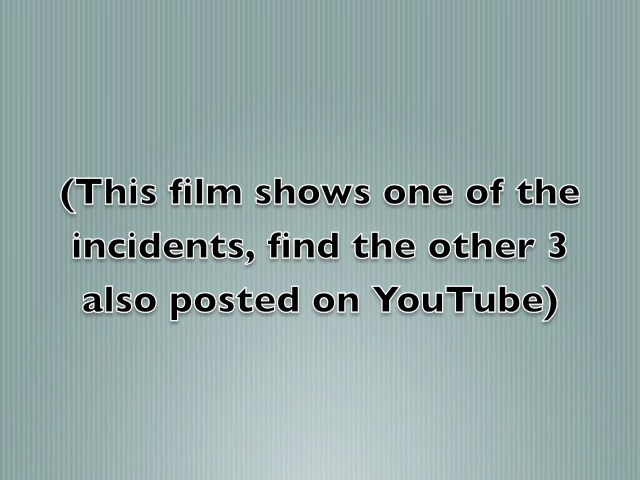 (This film shows one of the
incidents, find the other 3
also posted on YouTube)